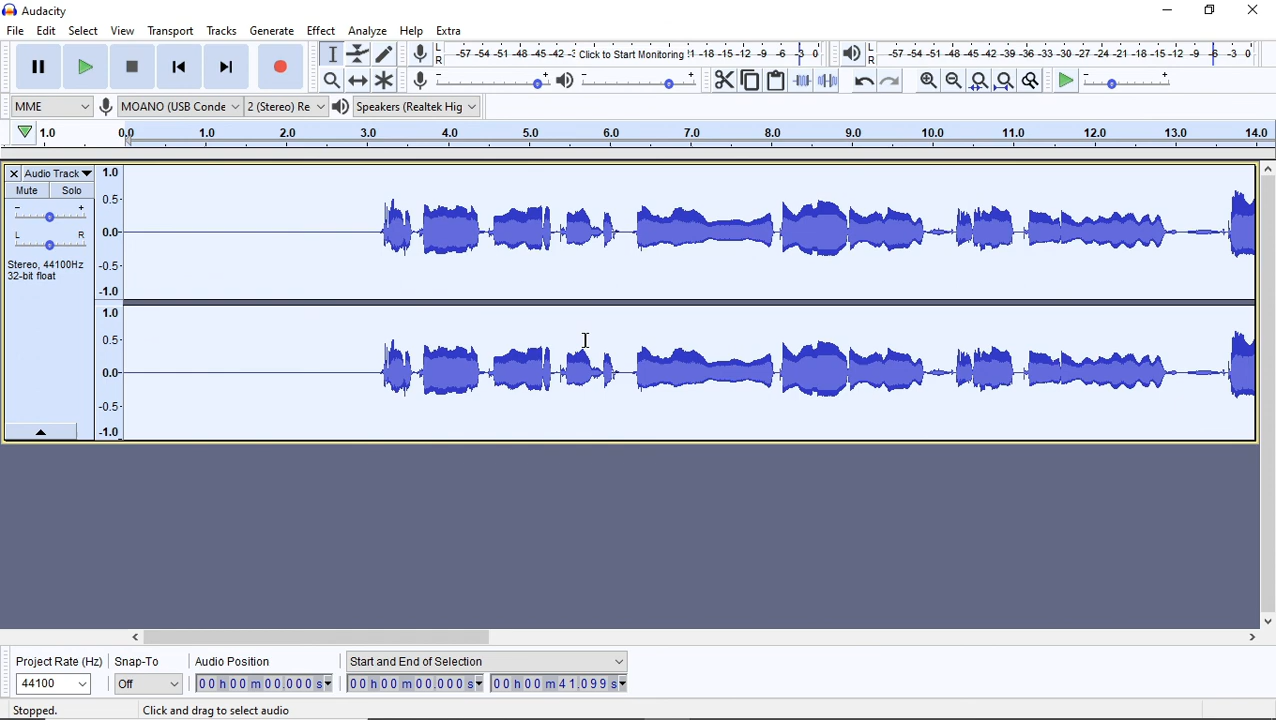 Audacity
File Edit Select View Transport Tracks Generate Effect Analyze Help Extra
L R -57 -54 -51 -48 -45 -42 - Click to Start Monitoring !1 -18 -15 -12 -9 -6 -3 0 L R -57 -54 -51 -48 -45 -42 -39 -36 -33 -30 -27 -24 -21 -18 -15 -12 -9 -6 -3 0
- + - + - +
MME MOANO (USB Conde 2 (Stereo) Re Speakers (Realtek Hig
1.0 0.0 1.0 2.0 3.0 4.0 5.0 6.0 7.0 8.0 9.0 10.0 11.0 12.0 13.0 14.0
Audio Track 1.0
Mute Solo
- + 0.5
L R 0.0
Stereo, 44100Hz -0.5
32-bit float
-1.0
1.0
0.5
0.0
-0.5
-1.0
Project Rate (Hz) Snap-To Audio Position Start and End of Selection
44100 Off 00 h 00 m 00.000 s 00 h 00 m 00.000 s 00 h 00 m 41.099 s
Stopped. Click and drag to select audio